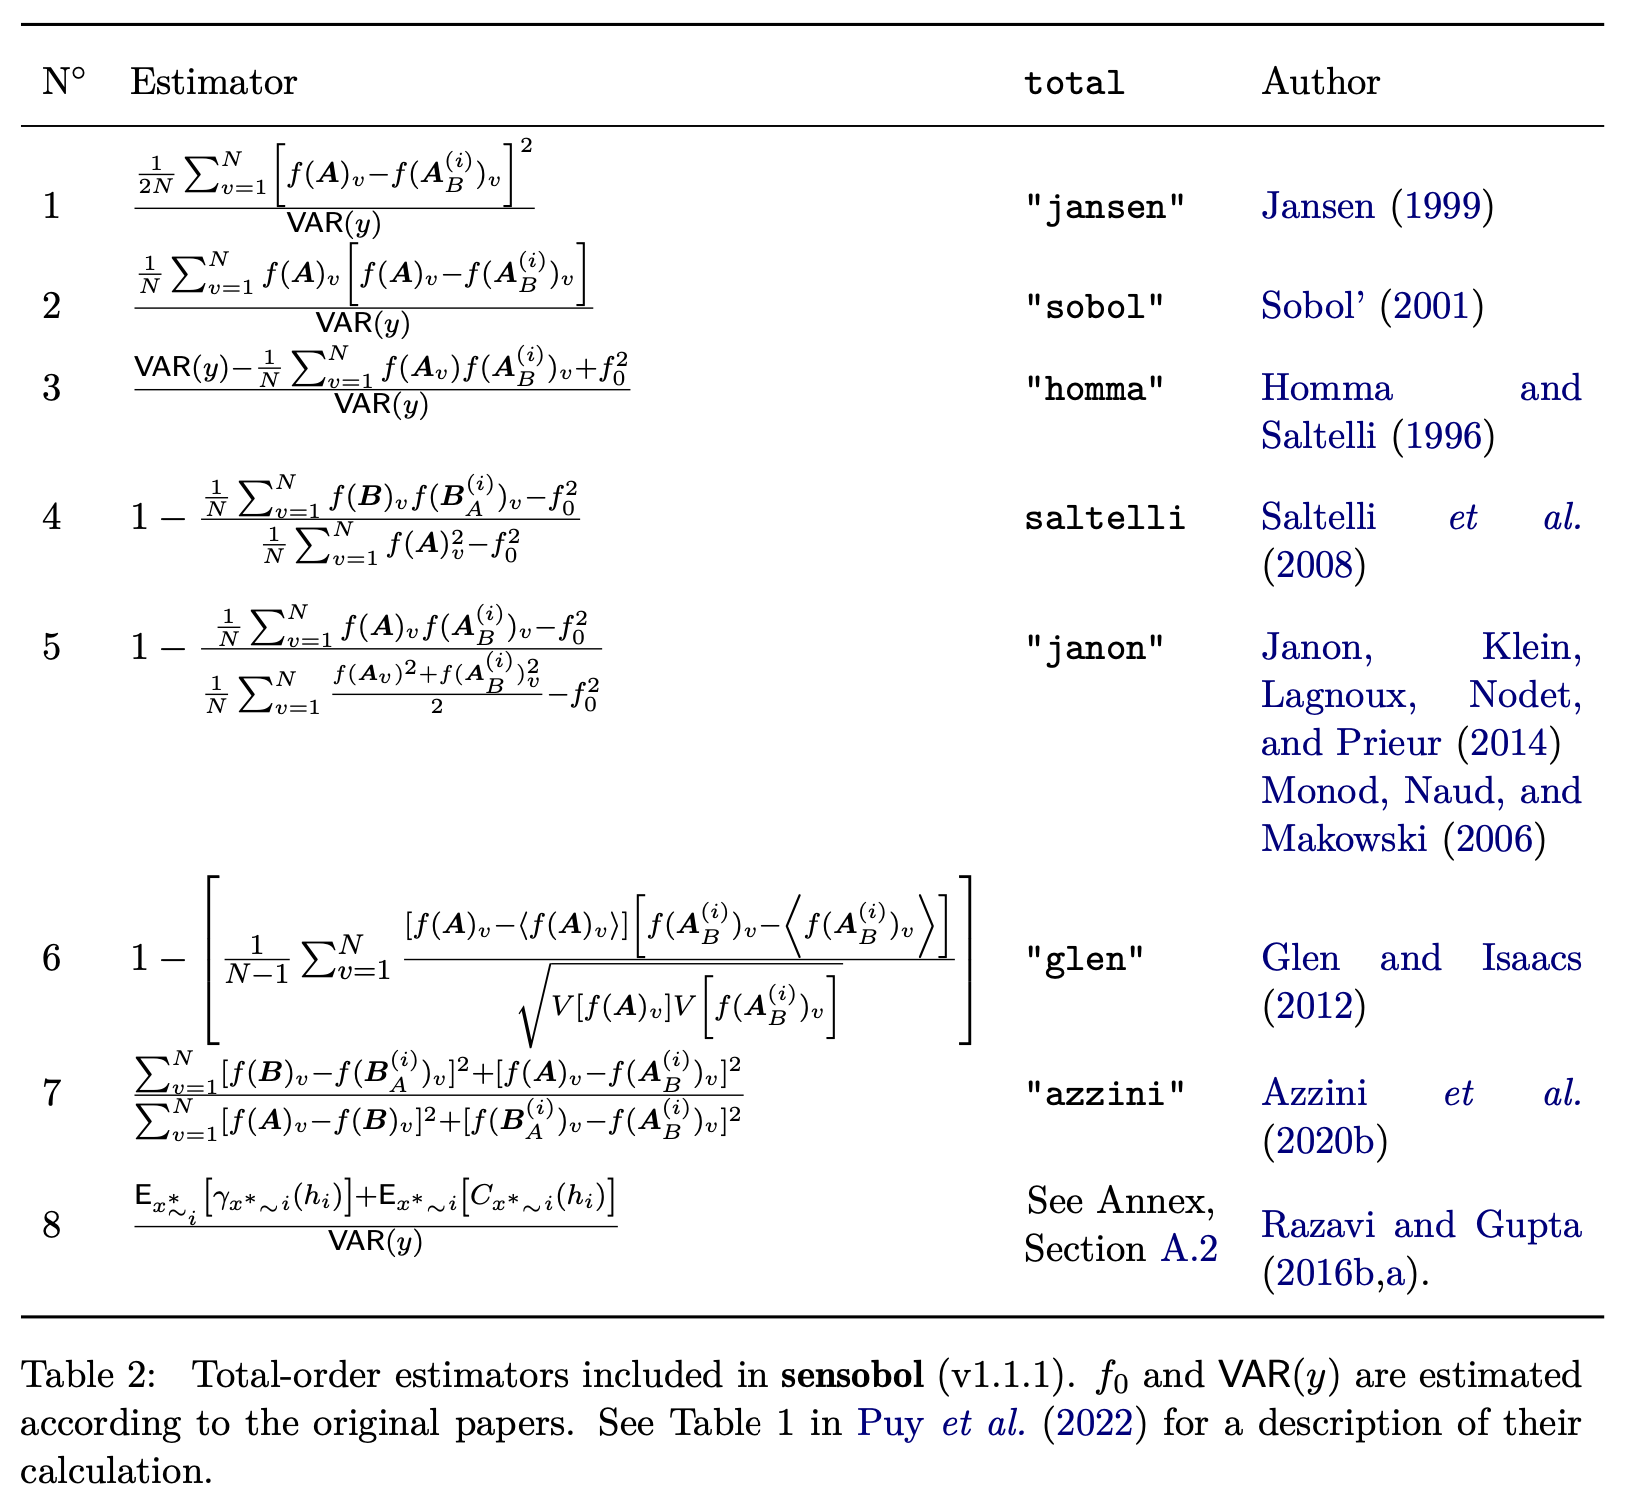 N° Estimator total Author
1 \frac{\frac{1}{2N}\sum_{v=1}^{N}\left[f(\boldsymbol{A})_v-f(\boldsymbol{A}_B^{(i)})_v\right]^2}{\mathsf{VAR}(y)} "jansen" Jansen (1999)
2 \frac{\frac{1}{N}\sum_{v=1}^{N}f(\boldsymbol{A})_v\left[f(\boldsymbol{A})_v-f(\boldsymbol{A}_B^{(i)})_v\right]}{\mathsf{VAR}(y)} "sobol" Sobol’ (2001)
3 \frac{\mathsf{VAR}(y)-\frac{1}{N}\sum_{v=1}^{N}f(\boldsymbol{A}_v)f(\boldsymbol{A}_B^{(i)})_v+f_0^2}{\mathsf{VAR}(y)} "homma" Homma and
Saltelli (1996)
4 1-\frac{\frac{1}{N}\sum_{v=1}^{N}f(\boldsymbol{B})_vf(\boldsymbol{B}_A^{(i)})_v-f_0^2}{\frac{1}{N}\sum_{v=1}^{N}f(\boldsymbol{A})_v^2-f_0^2} saltelli Saltelli et al.
(2008)
5 1-\frac{\frac{1}{N}\sum_{v=1}^{N}f(\boldsymbol{A})_vf(\boldsymbol{A}_B^{(i)})_v-f_0^2}{\frac{1}{N}\sum_{v=1}^{N}\frac{f(\boldsymbol{A}_v)^2+f(\boldsymbol{A}_B^{(i)})_v^2}{2}-f_0^2} "janon" Janon, Klein,
Lagnoux, Nodet,
and Prieur (2014)
Monod, Naud, and
Makowski (2006)
6 1-\left[\frac{1}{N-1}\sum_{v=1}^{N}\frac{[f(\boldsymbol{A})_v-\langle f(\boldsymbol{A})_v\rangle]\left[f(\boldsymbol{A}_B^{(i)})_v-\left\langle f(\boldsymbol{A}_B^{(i)})_v\right\rangle\right]}{\sqrt{V[f(\boldsymbol{A})_v]V\left[f(\boldsymbol{A}_B^{(i)})_v\right]}}\right] "glen" Glen and Isaacs
(2012)
7 \frac{\sum_{v=1}^{N}[f(\boldsymbol{B})_v-f(\boldsymbol{B}_A^{(i)})_v]^2+[f(\boldsymbol{A})_v-f(\boldsymbol{A}_B^{(i)})_v]^2}{\sum_{v=1}^{N}[f(\boldsymbol{A})_v-f(\boldsymbol{B})_v]^2+[f(\boldsymbol{B}_A^{(i)})_v-f(\boldsymbol{A}_B^{(i)})_v]^2} "azzini" Azzini et al.
(2020b)
8 \frac{\mathsf{E}_{x^*_{\sim i}}\left[\gamma_{x^*\sim i}(h_i)\right]+\mathsf{E}_{x^*\sim i}\left[C_{x^*\sim i}(h_i)\right]}{\mathsf{VAR}(y)} See Annex, Razavi and Gupta
Section A.2 (2016b,a).
Table 2: Total-order estimators included in sensobol (v1.1.1). f_0 and VAR(y) are estimated
according to the original papers. See Table 1 in Puy et al. (2022) for a description of their
calculation.